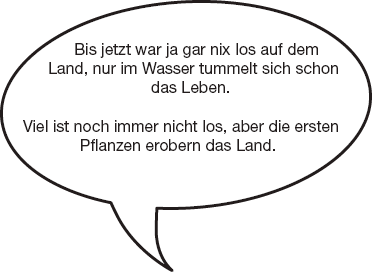 Bis jetzt war ja gar nix los auf dem
Land, nur im Wasser tummelt sich schon
das Leben.
Viel ist noch immer nicht los, aber die ersten
Pflanzen erobern das Land.